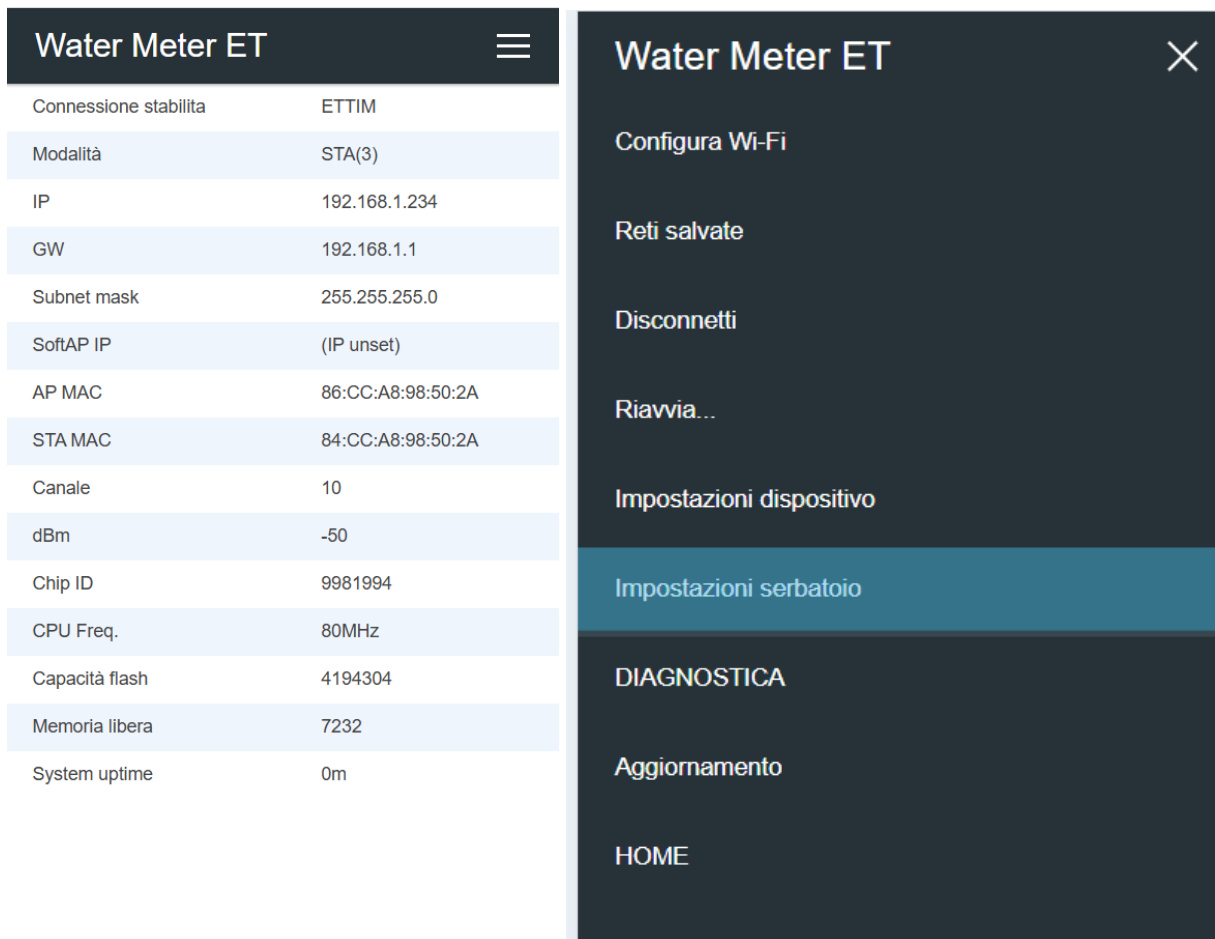 Water Meter ET
Connessione stabilita ETTIM
Modalità STA(3)
IP 192.168.1.234
GW 192.168.1.1
Subnet mask 255.255.255.0
SoftAP IP (IP unset)
AP MAC 86:CC:A8:98:50:2A
STA MAC 84:CC:A8:98:50:2A
Canale 10
dBm -50
Chip ID 9981994
CPU Freq. 80MHz
Capacità flash 4194304
Memoria libera 7232
System uptime 0m
Water Meter ET
Configura Wi-Fi
Reti salvate
Disconnetti
Riavvia...
Impostazioni dispositivo
Impostazioni serbatoio
DIAGNOSTICA
Aggiornamento
HOME